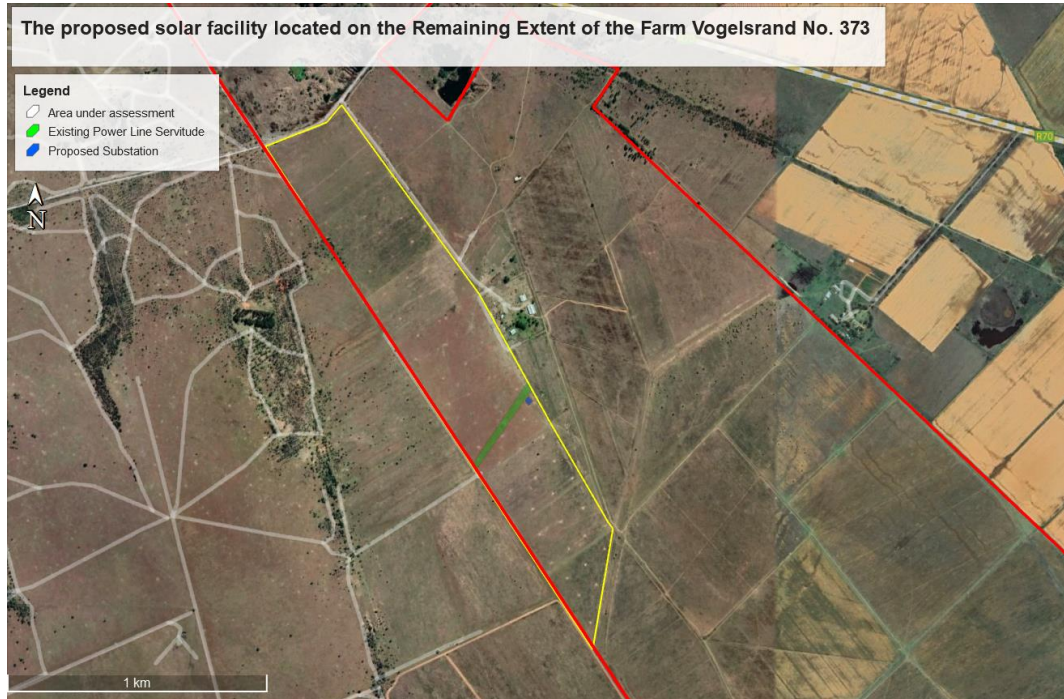 The proposed solar facility located on the Remaining Extent of the Farm Vogelsrand No. 373
Legend
Area under assessment
Existing Power Line Servitude
Proposed Substation
N
R70
1 km